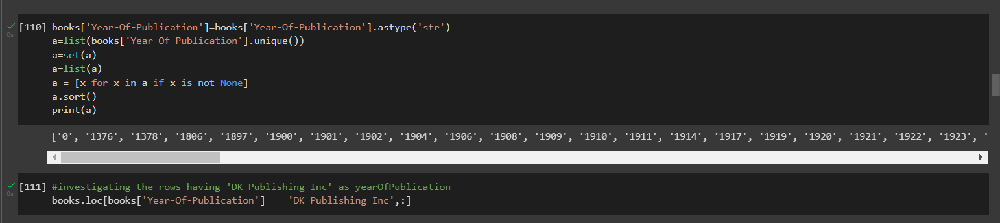 [110] books['Year-Of-Publication']=books['Year-Of-Publication'].astype('str')
a=list(books['Year-Of-Publication'].unique())
a=set(a)
a=list(a)
a = [x for x in a if x is not None]
a.sort()
print(a)
0s
['0', '1376', '1378', '1806', '1897', '1900', '1901', '1902', '1904', '1906', '1908', '1909', '1910', '1911', '1914', '1917', '1919', '1920', '1921', '1922', '1923', '
[111] #investigating the rows having 'DK Publishing Inc' as yearOfPublication
books.loc[books['Year-Of-Publication'] == 'DK Publishing Inc',:]
0s